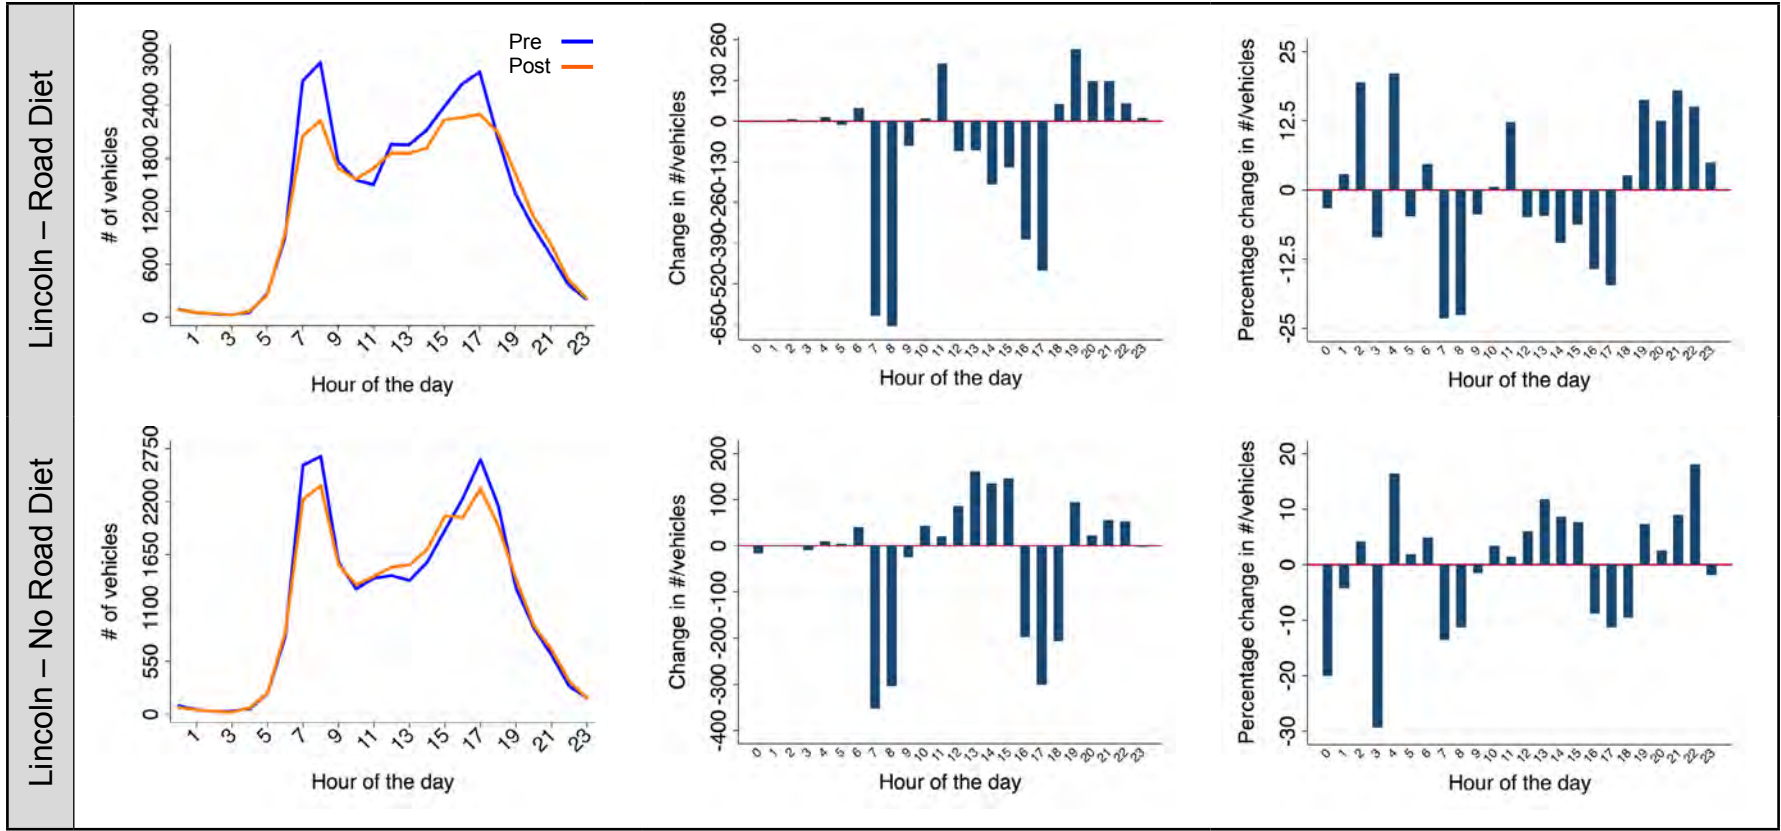 Lincoln – Road Diet
# of vehicles
3000
2400
1800
1200
600
0
Pre
Post
1 3 5 7 9 11 13 15 17 19 21 23
Hour of the day
Change in #/vehicles
260
130
0
-130
-260
-390
-520
-650
0 1 2 3 4 5 6 7 8 9 10 11 12 13 14 15 16 17 18 19 20 21 22 23
Hour of the day
Percentage change in #/vehicles
25
12.5
0
-12.5
-25
0 1 2 3 4 5 6 7 8 9 10 11 12 13 14 15 16 17 18 19 20 21 22 23
Hour of the day
Lincoln – No Road Diet
# of vehicles
2750
2200
1650
1100
550
0
1 3 5 7 9 11 13 15 17 19 21 23
Hour of the day
Change in #/vehicles
200
100
0
-100
-200
-300
-400
0 1 2 3 4 5 6 7 8 9 10 11 12 13 14 15 16 17 18 19 20 21 22 23
Hour of the day
Percentage change in #/vehicles
20
10
0
-10
-20
-30
0 1 2 3 4 5 6 7 8 9 10 11 12 13 14 15 16 17 18 19 20 21 22 23
Hour of the day